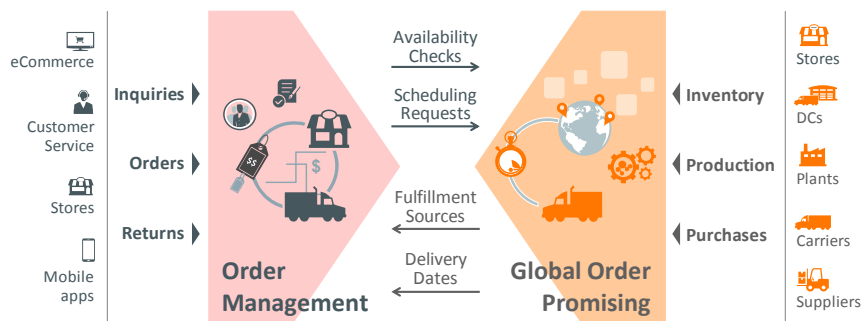 eCommerce
Customer
Service
Stores
Mobile
apps
Inquiries
Orders
Returns
$$
$
Order
Management
Availability
Checks
Scheduling
Requests
Fulfillment
Sources
Delivery
Dates
Global Order
Promising
Inventory
Production
Purchases
Stores
DCs
Plants
Carriers
Suppliers